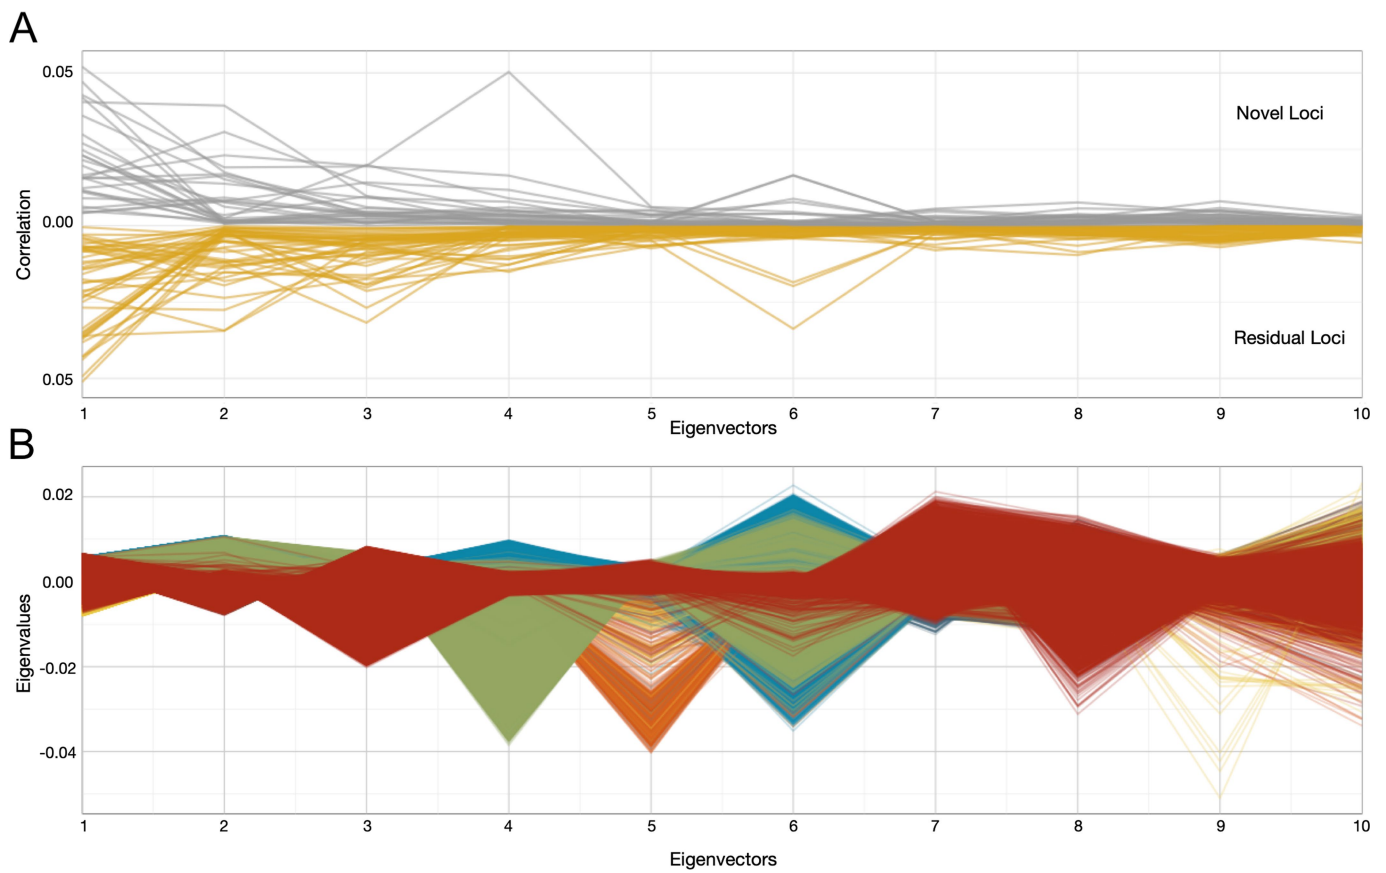 A
0.05
Novel Loci
0.00
Correlation
Residual Loci
0.05
1 2 3 4 5 6 7 8 9 10
Eigenvectors
B
0.02
0.00
Eigenvalues
-0.02
-0.04
1 2 3 4 5 6 7 8 9 10
Eigenvectors